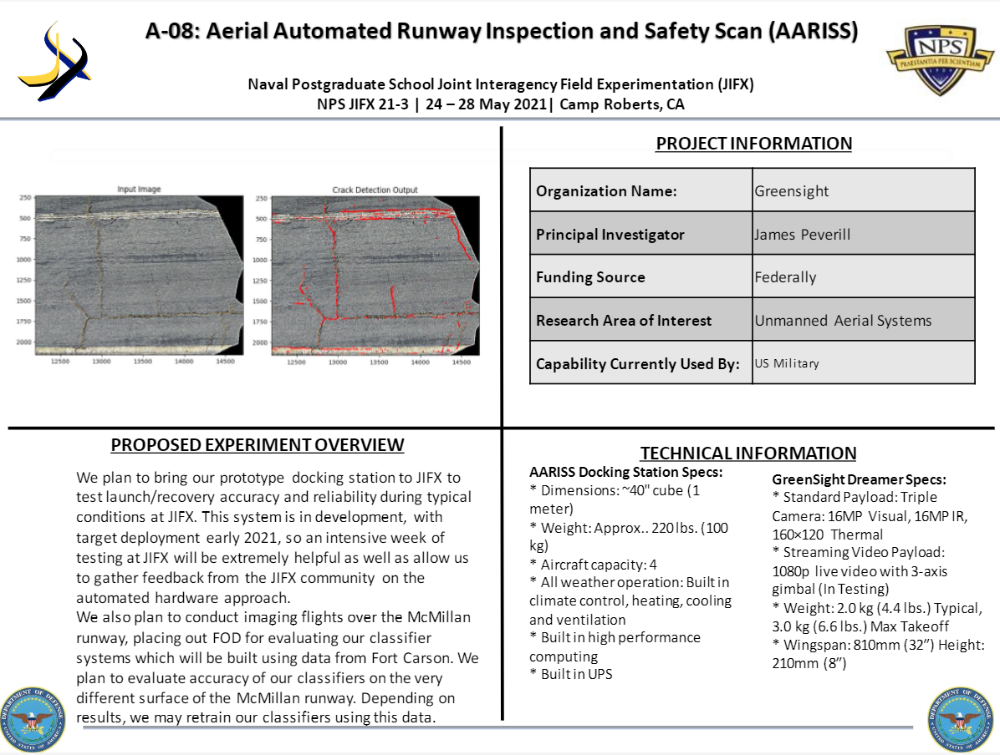 A-08: Aerial Automated Runway Inspection and Safety Scan (AARISS)
NPS
PRAESTANTIA PER SCIENTIAM
Naval Postgraduate School Joint Interagency Field Experimentation (JIFX)
NPS JIFX 21-3 | 24 – 28 May 2021| Camp Roberts, CA
Input Image
250
500
750
1000
1250
1500
1750
2000
12500 13000 13500 14000 14500
Crack Detection Output
250
500
750
1000
1250
1500
1750
2000
12500 13000 13500 14000 14500
PROJECT INFORMATION
Organization Name: Greensight
Principal Investigator James Peverill
Funding Source Federally
Research Area of Interest Unmanned Aerial Systems
Capability Currently Used By: US Military
PROPOSED EXPERIMENT OVERVIEW
We plan to bring our prototype docking station to JIFX to
test launch/recovery accuracy and reliability during typical
conditions at JIFX. This system is in development, with
target deployment early 2021, so an intensive week of
testing at JIFX will be extremely helpful as well as allow us
to gather feedback from the JIFX community on the
automated hardware approach.
We also plan to conduct imaging flights over the McMillan
runway, placing out FOD for evaluating our classifier
systems which will be built using data from Fort Carson. We
plan to evaluate accuracy of our classifiers on the very
different surface of the McMillan runway. Depending on
results, we may retrain our classifiers using this data.
TECHNICAL INFORMATION
AARISS Docking Station Specs:
* Dimensions: ~40" cube (1
meter)
* Weight: Approx.. 220 lbs. (100
kg)
* Aircraft capacity: 4
* All weather operation: Built in
climate control, heating, cooling
and ventilation
* Built in high performance
computing
* Built in UPS
GreenSight Dreamer Specs:
* Standard Payload: Triple
Camera: 16MP Visual, 16MP IR,
160×120 Thermal
* Streaming Video Payload:
1080p live video with 3-axis
gimbal (In Testing)
* Weight: 2.0 kg (4.4 lbs.) Typical,
3.0 kg (6.6 lbs.) Max Takeoff
* Wingspan: 810mm (32”) Height:
210mm (8”)
DEPARTMENT OF DEFENSE
UNITED STATES OF AMERICA
DEPARTMENT OF DEFENSE
UNITED STATES OF AMERICA